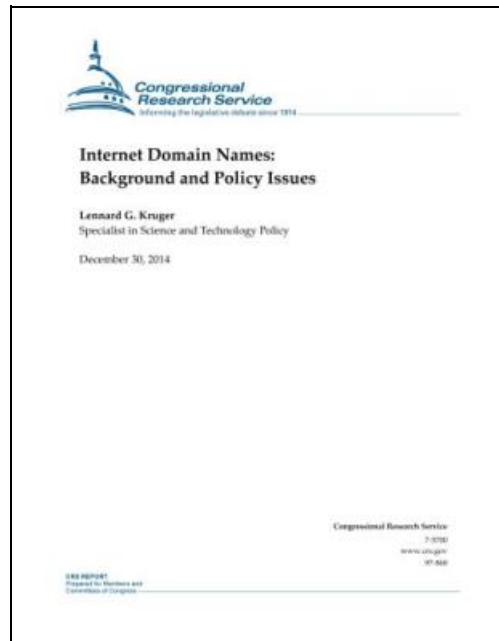 Congressional
Research Service
Informing the legislative debate since 1914
Internet Domain Names:
Background and Policy Issues
Lennard G. Kruger
Specialist in Science and Technology Policy
December 30, 2014
Congressional Research Service
7-5700
www.crs.gov
CRS REPORT
Prepared for Members and
Committees of Congress